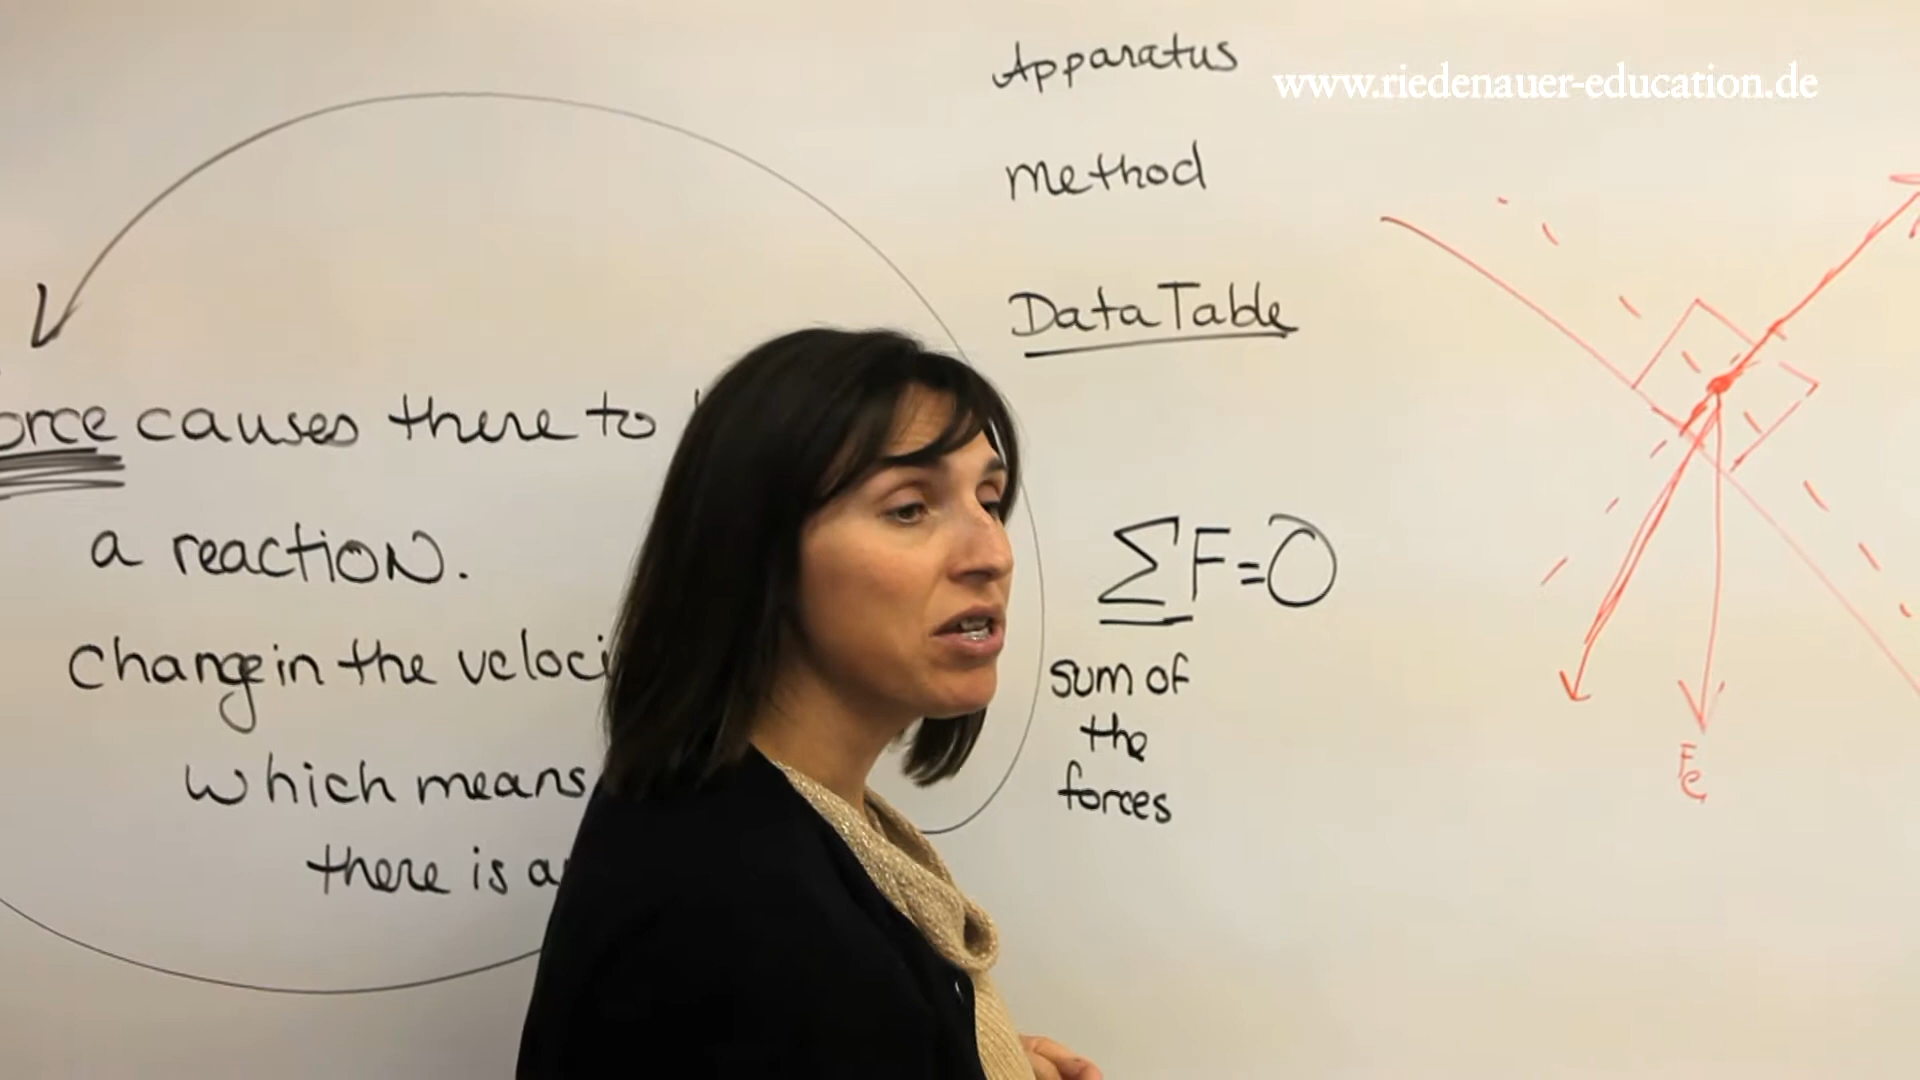 Apparatus
www.riedenauer-education.de
Method
Data Table
orce causes there to
a reaction.
change in the veloci
which means
there is a
ΣF=0
sum of
the
forces
Fe